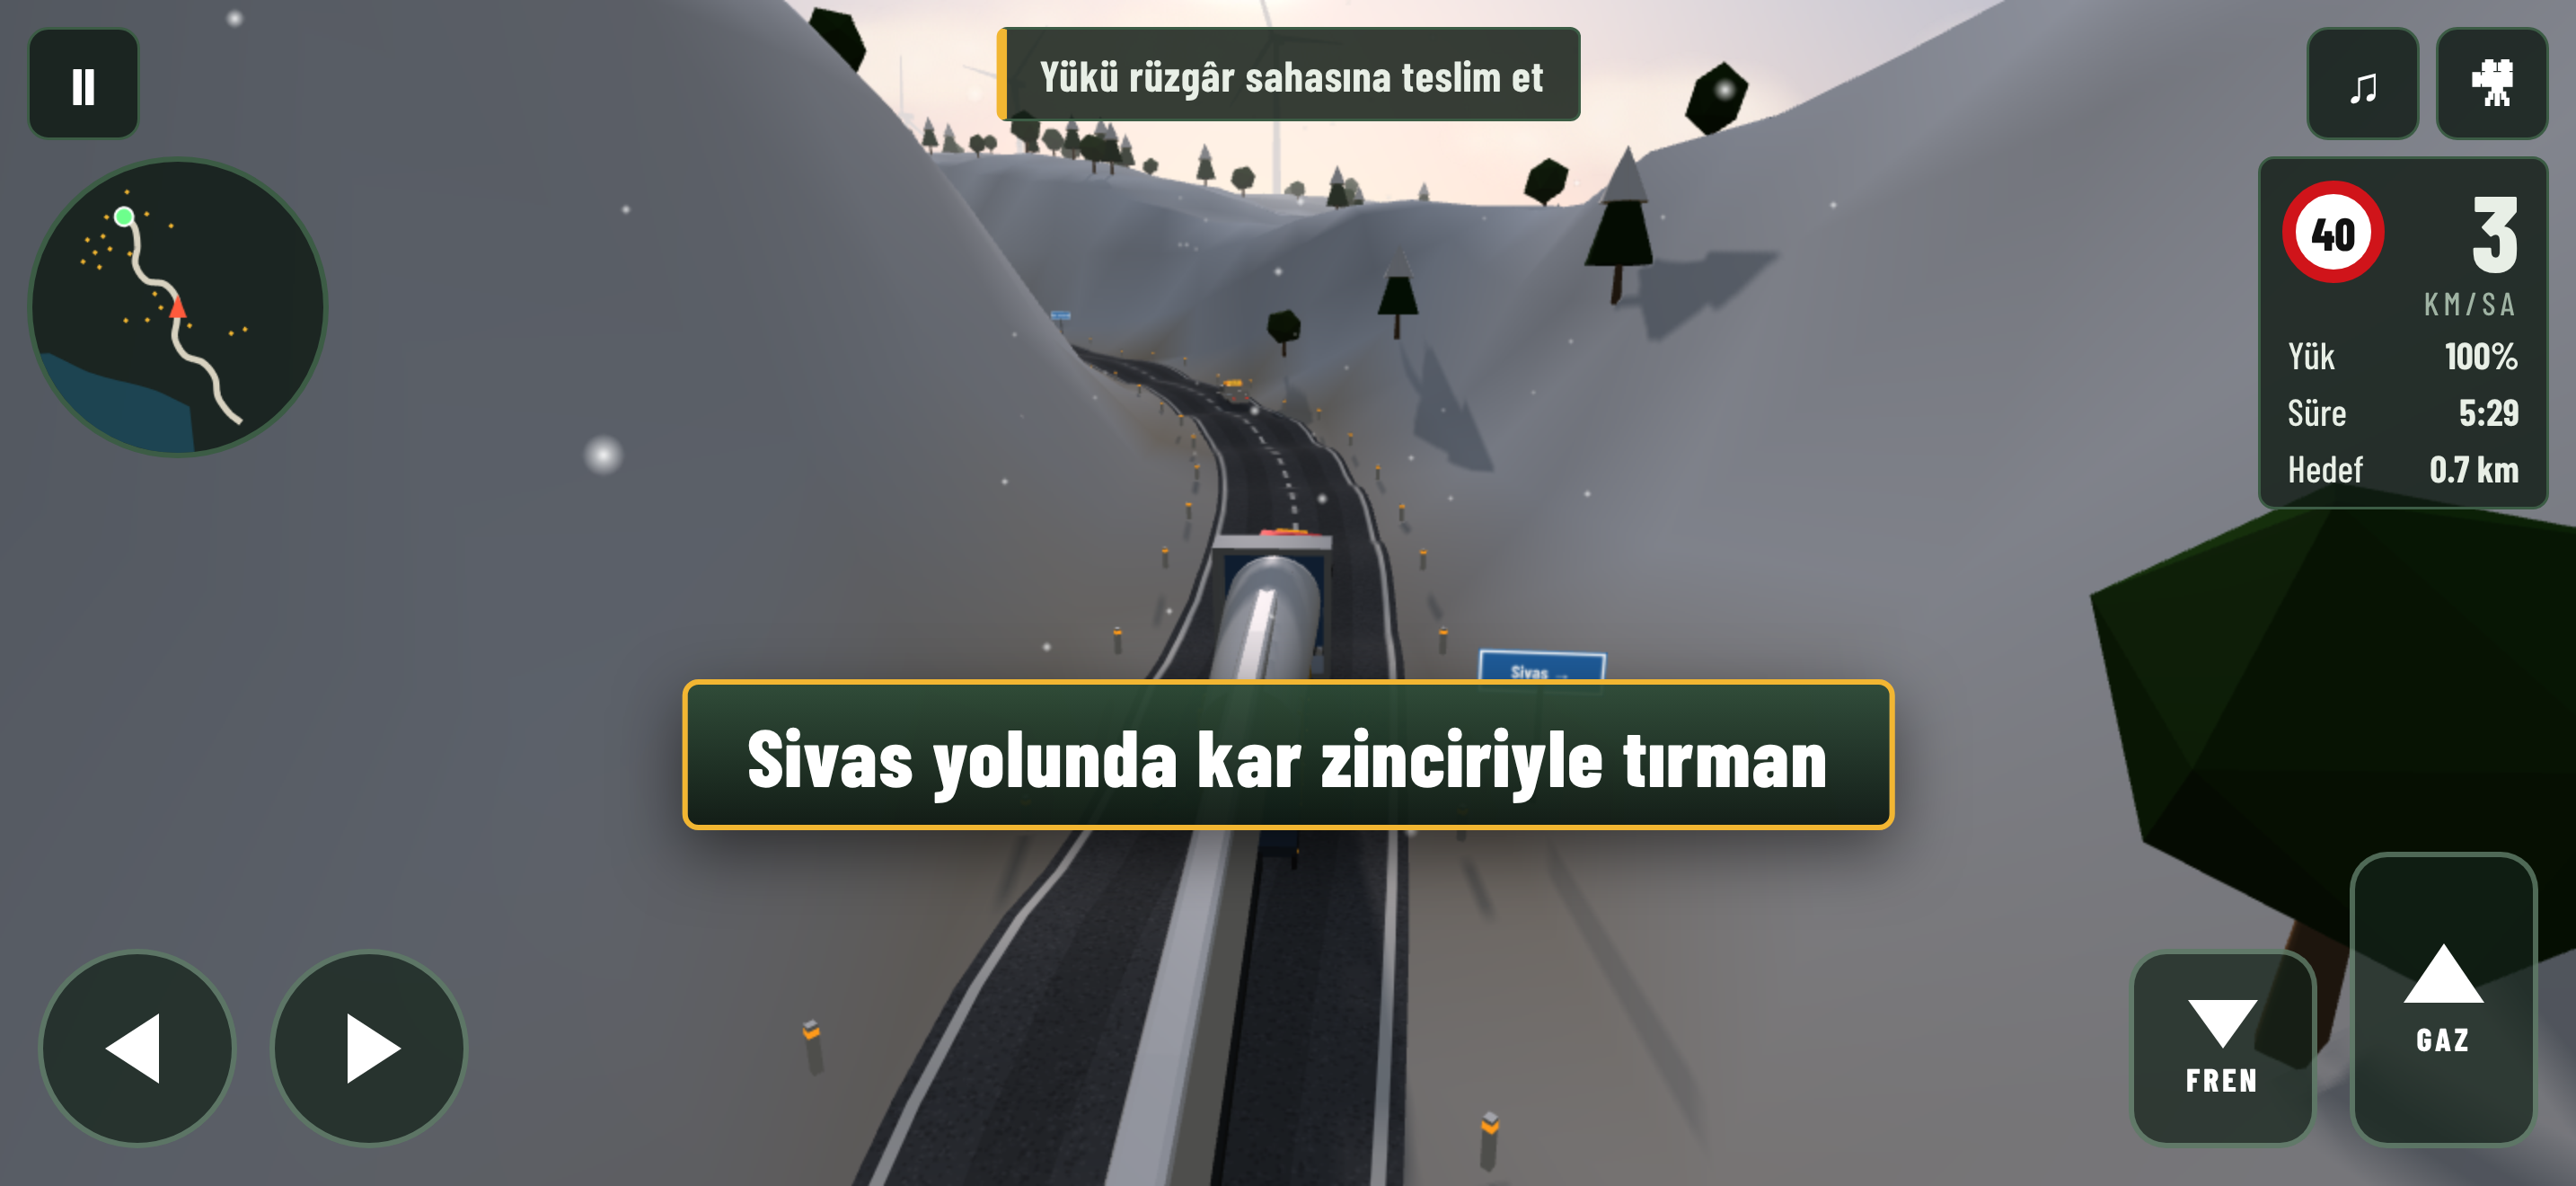 Yükü rüzgâr sahasına teslim et
40
3
KM/SA
Yük 100%
Süre 5:29
Hedef 0.7 km
Sivas →
Sivas yolunda kar zinciriyle tırman
FREN
GAZ